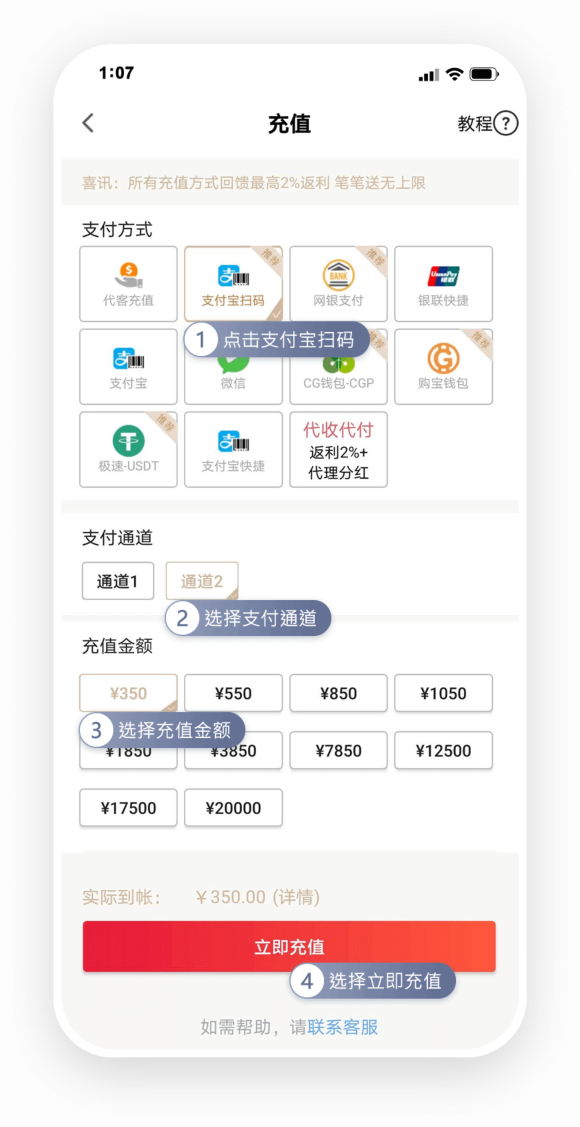 1:07
充值
教程?
喜讯：所有充值方式回馈最高2%返利 笔笔送无上限
支付方式
推荐
推荐
BANK
UnionPay
银联
代客充值
支付宝扫码
网银支付
银联快捷
1 点击支付宝扫码
推荐
推荐
支付宝
微信
CG钱包-CGP
购宝钱包
推荐
代收代付
返利2%+
代理分红
极速-USDT
支付宝快捷
支付通道
通道1
通道2
2 选择支付通道
充值金额
¥350
¥550
¥850
¥1050
3 选择充值金额
¥1850
¥3850
¥7850
¥12500
¥17500
¥20000
实际到帐： ￥350.00 (详情)
立即充值
4 选择立即充值
如需帮助，请联系客服